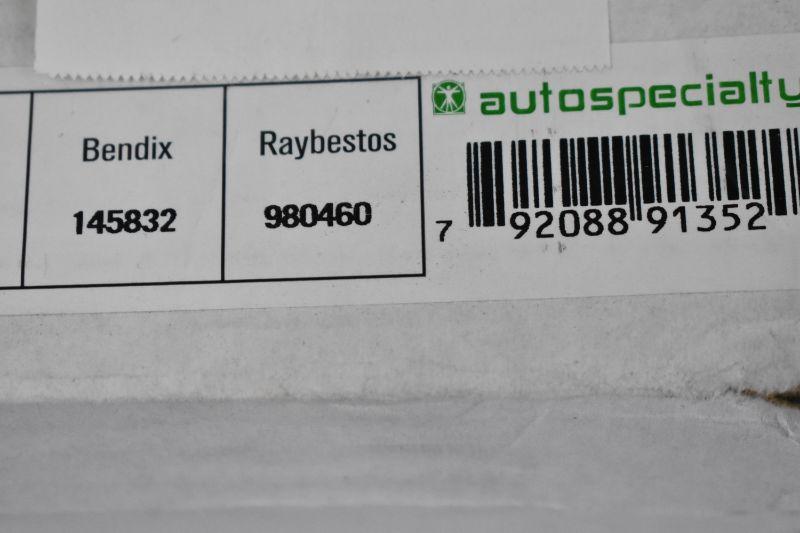 Bendix
145832
Raybestos
980460
autospecialty
7 92088 91352